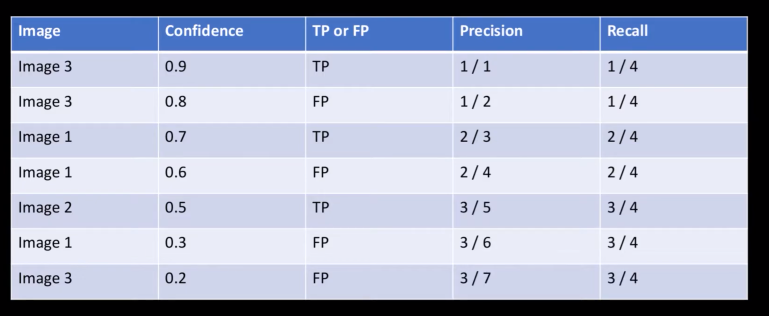 Image Confidence TP or FP Precision Recall
Image 3 0.9 TP 1 / 1 1 / 4
Image 3 0.8 FP 1 / 2 1 / 4
Image 1 0.7 TP 2 / 3 2 / 4
Image 1 0.6 FP 2 / 4 2 / 4
Image 2 0.5 TP 3 / 5 3 / 4
Image 1 0.3 FP 3 / 6 3 / 4
Image 3 0.2 FP 3 / 7 3 / 4